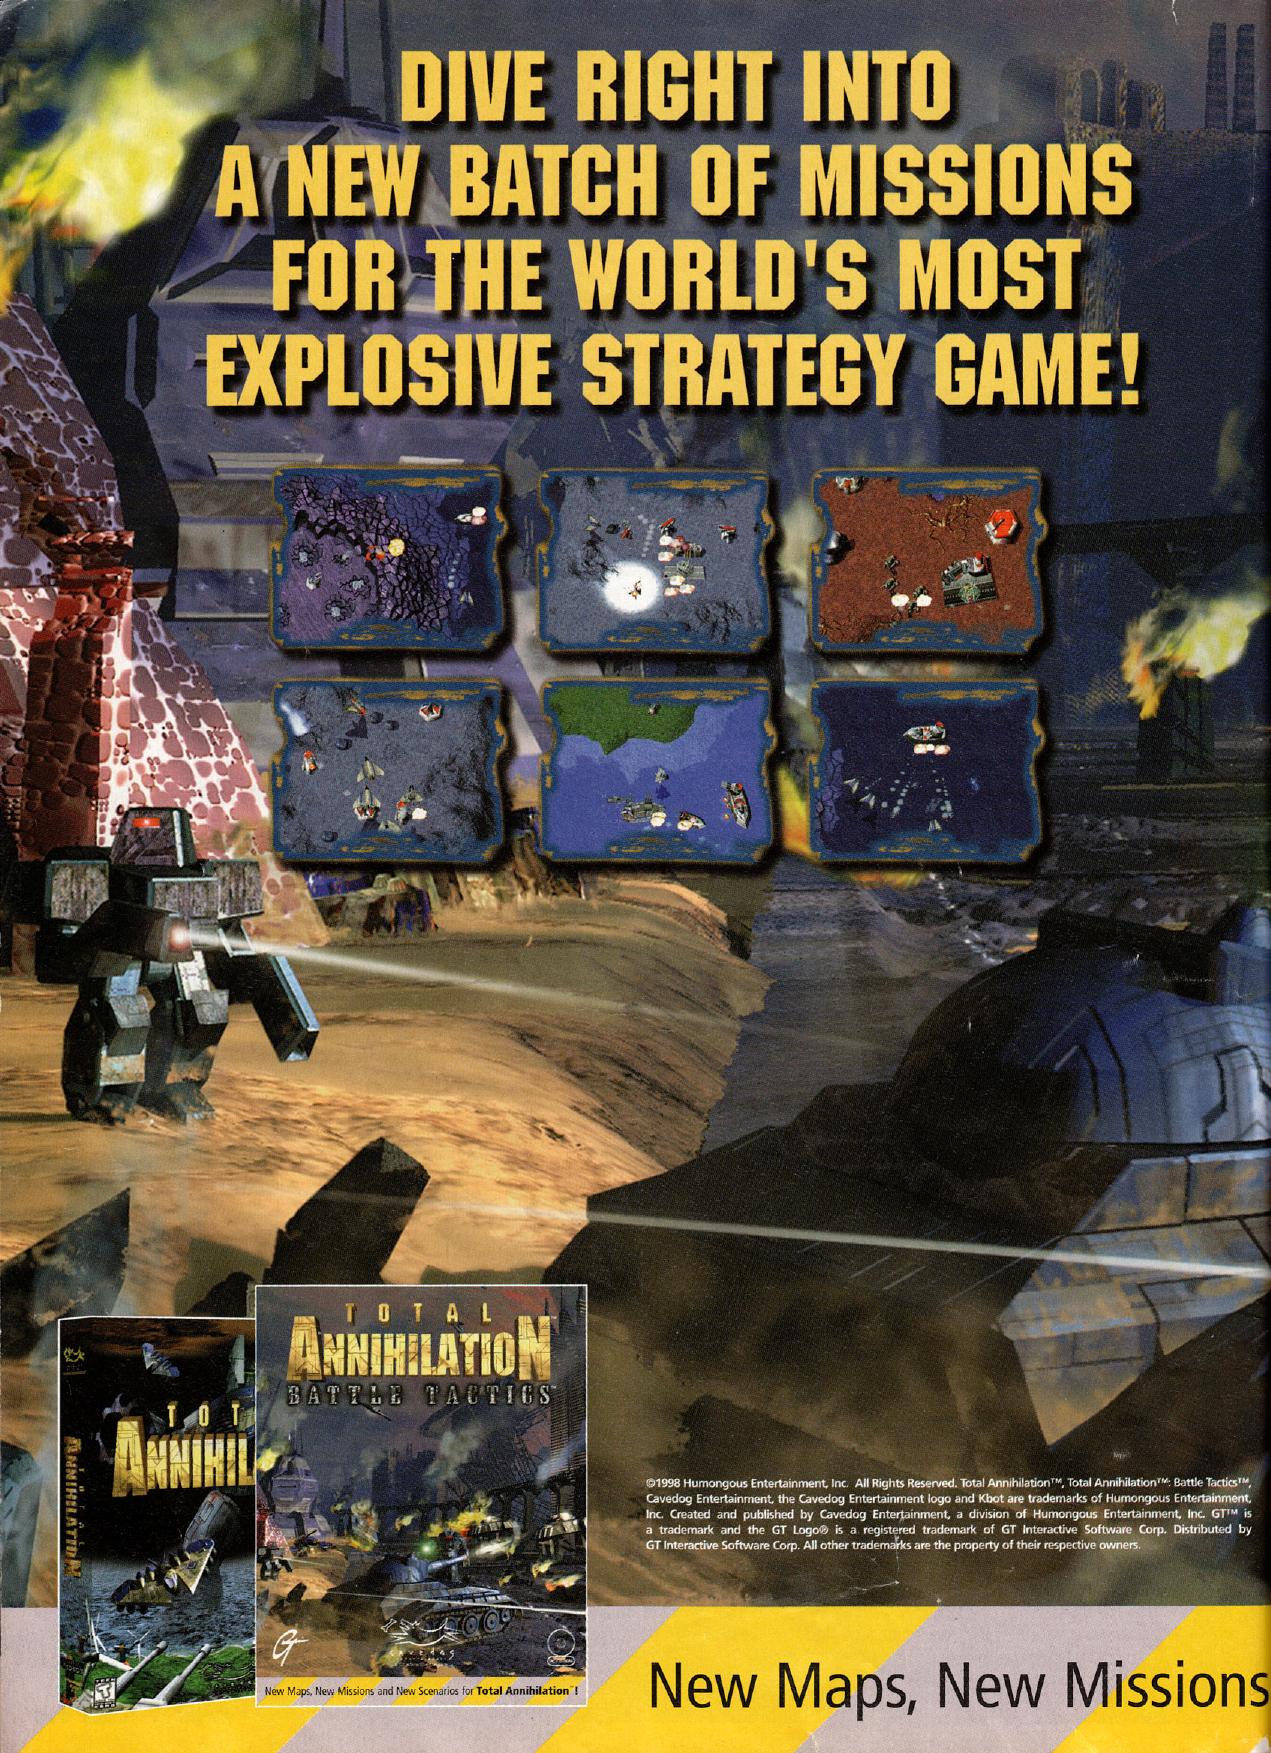 DIVE RIGHT INTO
A NEW BATCH OF MISSIONS
FOR THE WORLD'S MOST
EXPLOSIVE STRATEGY GAME!
TOTAL
ANNIHILATION™
BATTLE TACTICS™
TOT
ANNIHIL
TOTAL
ANNIHILATION
GT
cavedog
New Maps, New Missions and New Scenarios for Total Annihilation™!
©1998 Humongous Entertainment, Inc. All Rights Reserved. Total Annihilation™, Total Annihilation™: Battle Tactics™,
Cavedog Entertainment, the Cavedog Entertainment logo and Kbot are trademarks of Humongous Entertainment,
Inc. Created and published by Cavedog Entertainment, a division of Humongous Entertainment, Inc. GT™ is
a trademark and the GT Logo® is a registered trademark of GT Interactive Software Corp. Distributed by
GT Interactive Software Corp. All other trademarks are the property of their respective owners.
New Maps, New Missions